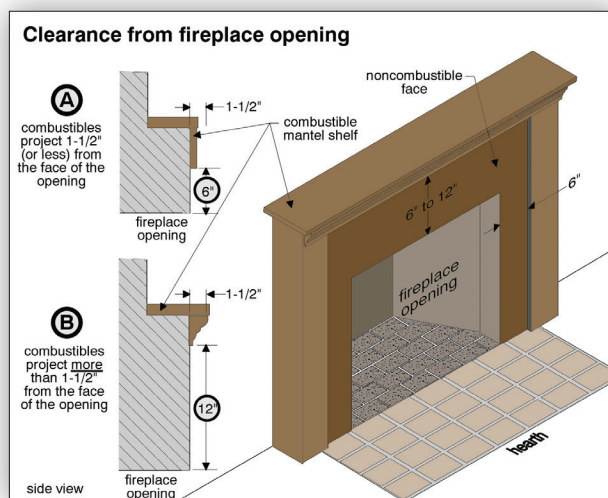 Clearance from fireplace opening
A
combustibles
project 1-1/2"
(or less) from
the face of the
opening
1-1/2"
6"
fireplace
opening
combustible
mantel shelf
noncombustible
face
6" to 12"
6"
fireplace
opening
hearth
B
combustibles
project more
than 1-1/2"
from the face
of the opening
1-1/2"
12"
side view
fireplace
opening